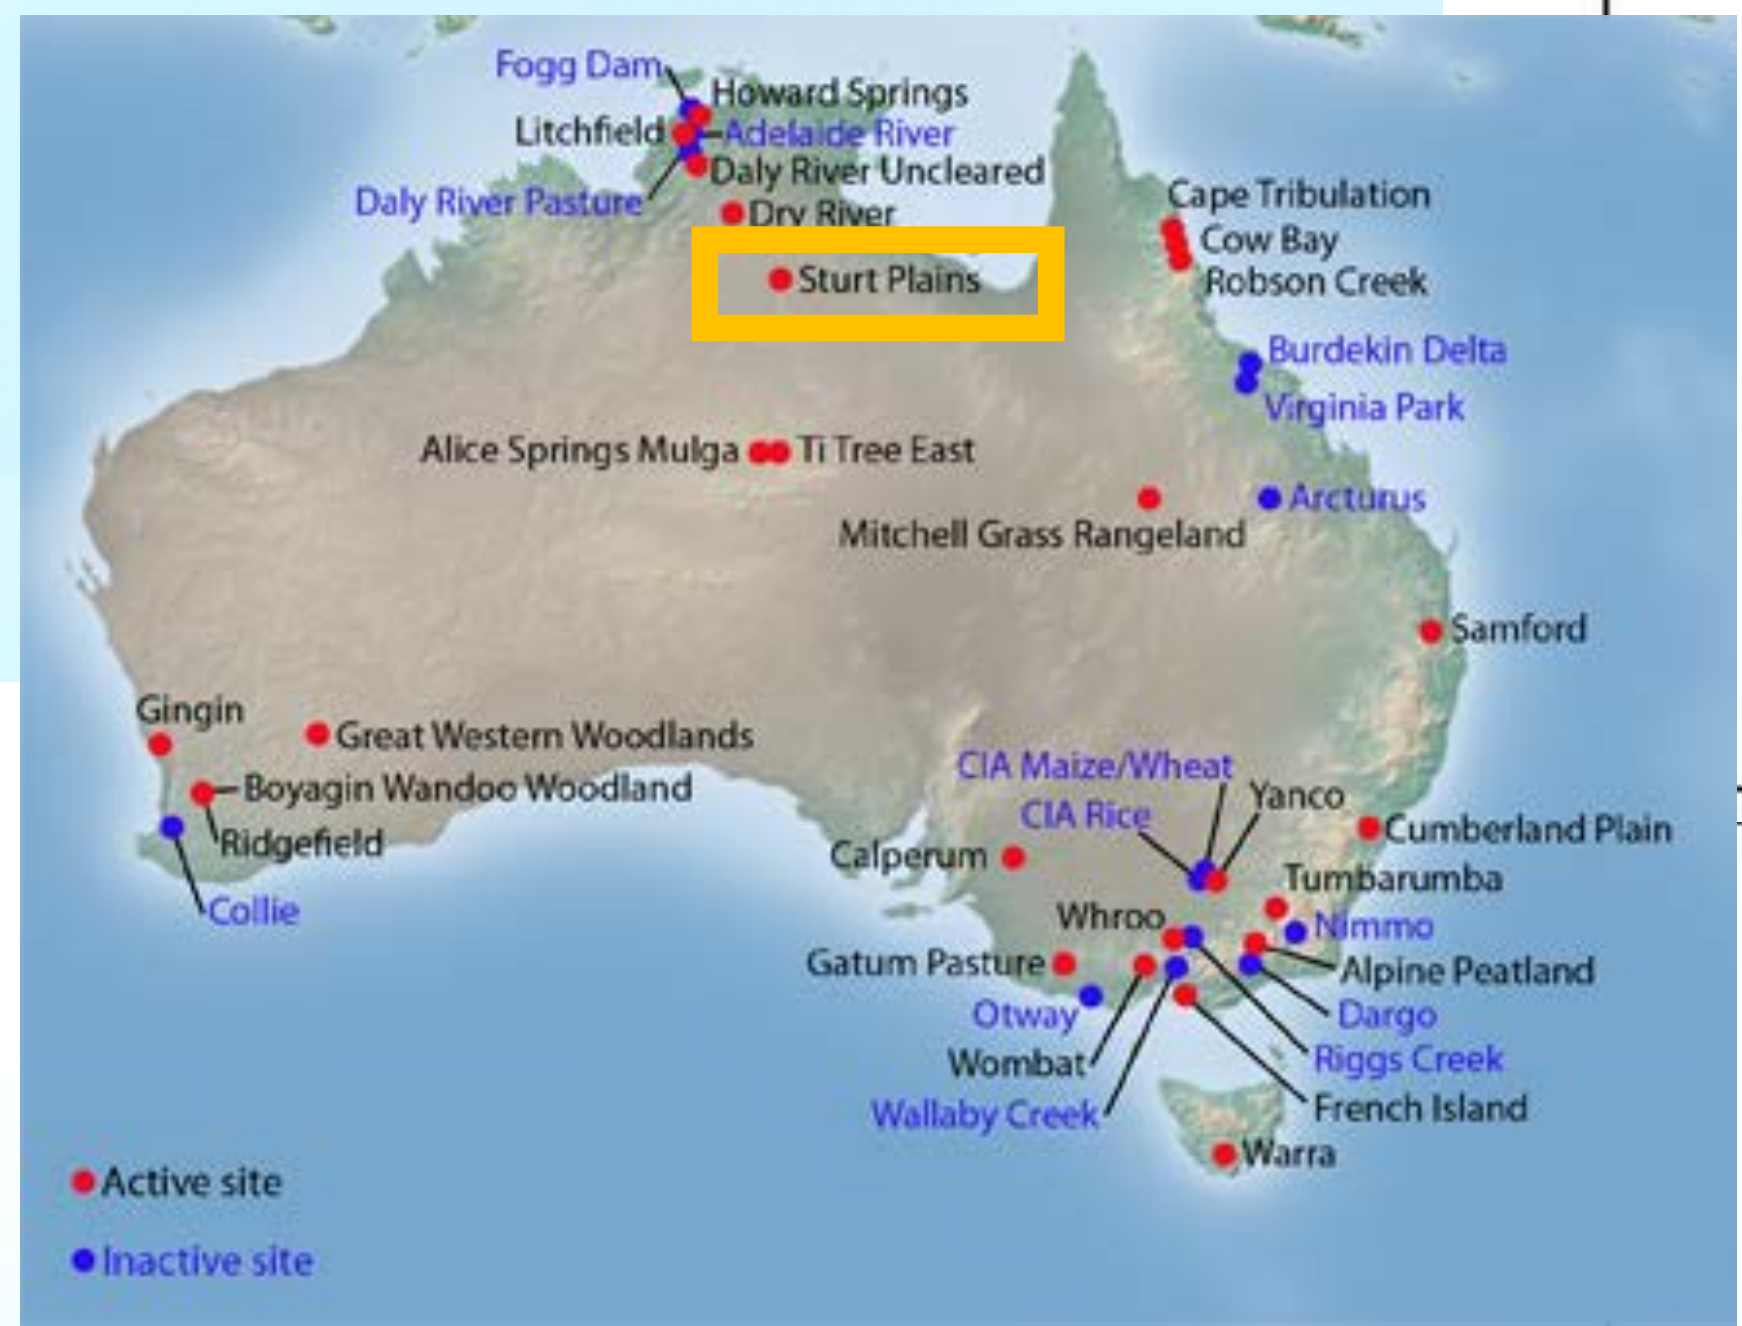 Fogg Dam
Howard Springs
Litchfield
Adelaide River
Daly River Uncleared
Daly River Pasture
Dry River
Cape Tribulation
Cow Bay
Robson Creek
Sturt Plains
Burdekin Delta
Virginia Park
Alice Springs Mulga
Ti Tree East
Arcturus
Mitchell Grass Rangeland
Samford
Gingin
Great Western Woodlands
Boyagin Wandoo Woodland
Ridgefield
Collie
CIA Maize/Wheat
Yanco
CIA Rice
Cumberland Plain
Calperum
Tumbarumba
Whroo
Nimmo
Gatum Pasture
Alpine Peatland
Otway
Dargo
Wombat
Riggs Creek
Wallaby Creek
French Island
Warra
Active site
Inactive site